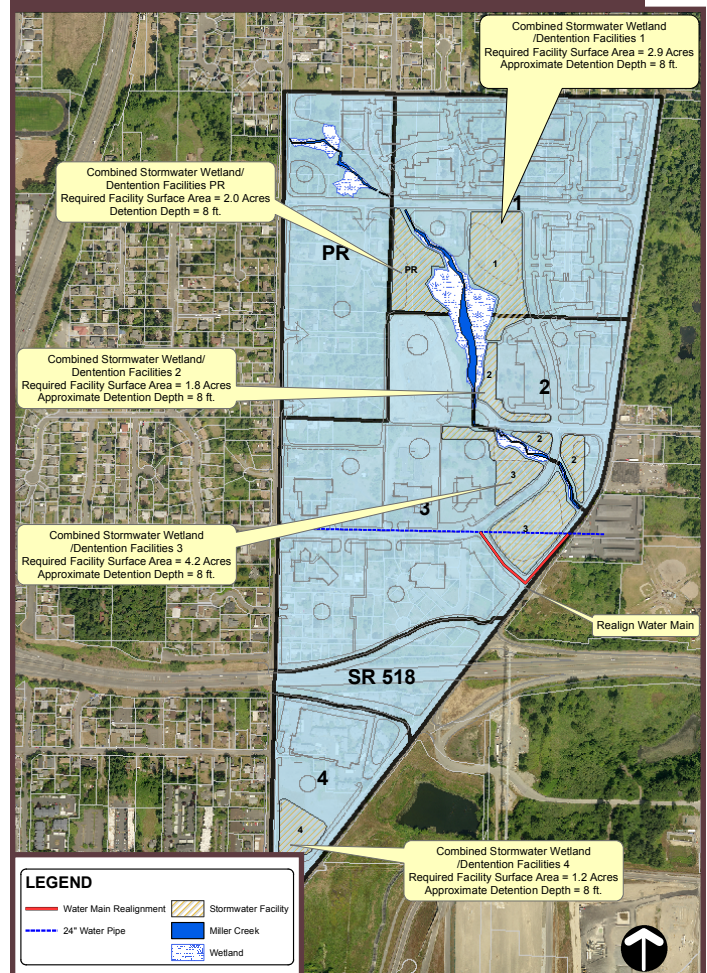 Combined Stormwater Wetland
/Dentention Facilities 1
Required Facility Surface Area = 2.9 Acres
Approximate Detention Depth = 8 ft.
Combined Stormwater Wetland/
Dentention Facilities PR
Required Facility Surface Area = 2.0 Acres
Detention Depth = 8 ft.
1
PR
1
PR
Combined Stormwater Wetland/
Dentention Facilities 2
Required Facility Surface Area = 1.8 Acres
Approximate Detention Depth = 8 ft.
2
2
2
2
3
3
3
Combined Stormwater Wetland
/Dentention Facilities 3
Required Facility Surface Area = 4.2 Acres
Approximate Detention Depth = 8 ft.
Realign Water Main
SR 518
4
4
Combined Stormwater Wetland
/Dentention Facilities 4
Required Facility Surface Area = 1.2 Acres
Approximate Detention Depth = 8 ft.
LEGEND
Water Main Realignment
Stormwater Facility
24" Water Pipe
Miller Creek
Wetland